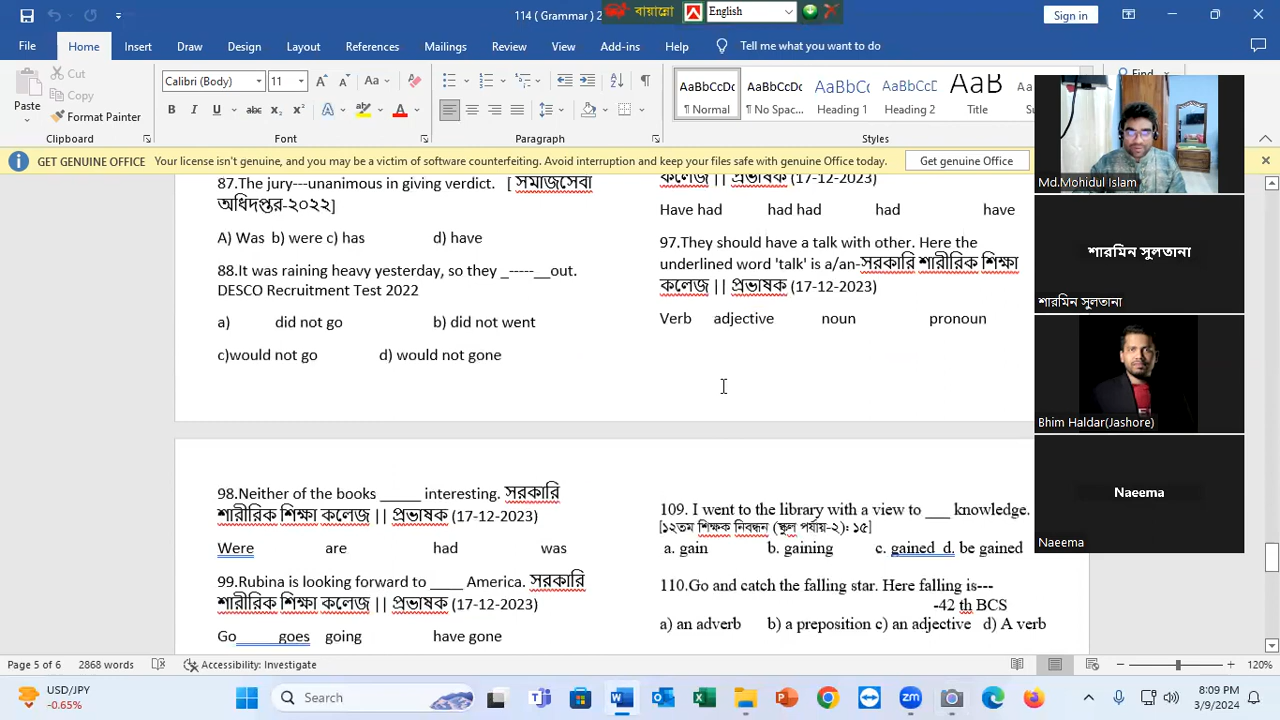 114 ( Grammar ) 2
বায়ান্নো
English
Sign in
File
Home
Insert
Draw
Design
Layout
References
Mailings
Review
View
Add-ins
Help
Tell me what you want to do
Paste
Cut
Copy
Format Painter
Calibri (Body)
11
AaBbCcDc
¶ Normal
AaBbCcDc
¶ No Spac...
AaBbCc
Heading 1
AaBbCcD
Heading 2
AaB
Title
Find
Clipboard
Font
Paragraph
Styles
GET GENUINE OFFICE Your license isn't genuine, and you may be a victim of software counterfeiting. Avoid interruption and keep your files safe with genuine Office today.
Get genuine Office
87.The jury---unanimous in giving verdict. [ সমাজসেবা
অধিদপ্তর-২০২২]
A) Was b) were c) has d) have
88.It was raining heavy yesterday, so they _-----__out.
DESCO Recruitment Test 2022
a) did not go b) did not went
c)would not go d) would not gone
কলেজ || প্রভাষক (17-12-2023)
Have had had had had have
97.They should have a talk with other. Here the
underlined word 'talk' is a/an-সরকারি শারীরিক শিক্ষা
কলেজ || প্রভাষক (17-12-2023)
Verb adjective noun pronoun
98.Neither of the books _____ interesting. সরকারি
শারীরিক শিক্ষা কলেজ || প্রভাষক (17-12-2023)
Were are had was
99.Rubina is looking forward to ____ America. সরকারি
শারীরিক শিক্ষা কলেজ || প্রভাষক (17-12-2023)
Go goes going have gone
109. I went to the library with a view to ___ knowledge.
[১২তম শিক্ষক নিবন্ধন (স্কুল পর্যায়-২): ১৫]
a. gain b. gaining c. gained d. be gained
110.Go and catch the falling star. Here falling is---
-42 th BCS
a) an adverb b) a preposition c) an adjective d) A verb
Md.Mohidul Islam
শারমিন সুলতানা
শারমিন সুলতানা
Bhim Haldar(Jashore)
Naeema
Naeema
Page 5 of 6
2868 words
Accessibility: Investigate
120%
USD/JPY
-0.65%
Search
8:09 PM
3/9/2024